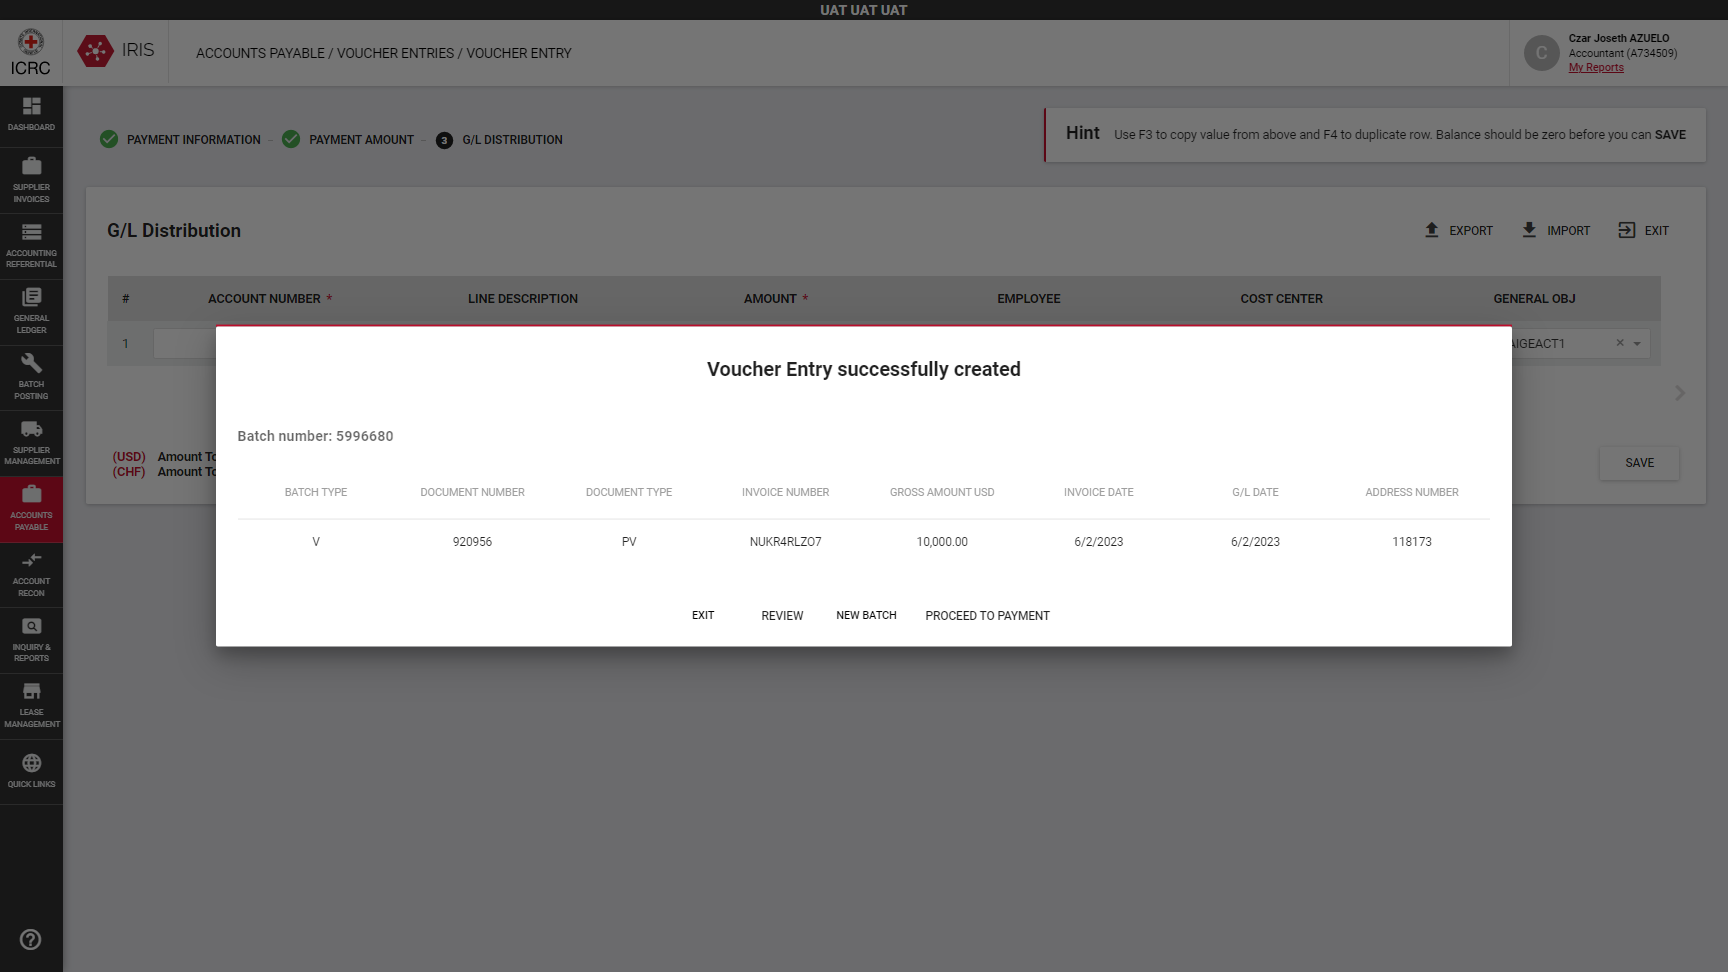 UAT UAT UAT
ICRC
IRIS
ACCOUNTS PAYABLE / VOUCHER ENTRIES / VOUCHER ENTRY
C
Czar Joseth AZUELO
Accountant (A734509)
My Reports
DASHBOARD
SUPPLIER
INVOICES
ACCOUNTING
REFERENTIAL
GENERAL
LEDGER
BATCH
POSTING
SUPPLIER
MANAGEMENT
ACCOUNTS
PAYABLE
ACCOUNT
RECON
INQUIRY &
REPORTS
LEASE
MANAGEMENT
QUICK LINKS
PAYMENT INFORMATION - PAYMENT AMOUNT - 3 G/L DISTRIBUTION
Hint Use F3 to copy value from above and F4 to duplicate row. Balance should be zero before you can SAVE
G/L Distribution
EXPORT IMPORT EXIT
# ACCOUNT NUMBER * LINE DESCRIPTION AMOUNT * EMPLOYEE COST CENTER GENERAL OBJ
1 AIGEACT1 ×
(USD) Amount To
(CHF) Amount To
SAVE
Voucher Entry successfully created
Batch number: 5996680
BATCH TYPE DOCUMENT NUMBER DOCUMENT TYPE INVOICE NUMBER GROSS AMOUNT USD INVOICE DATE G/L DATE ADDRESS NUMBER
V 920956 PV NUKR4RLZO7 10,000.00 6/2/2023 6/2/2023 118173
EXIT REVIEW NEW BATCH PROCEED TO PAYMENT